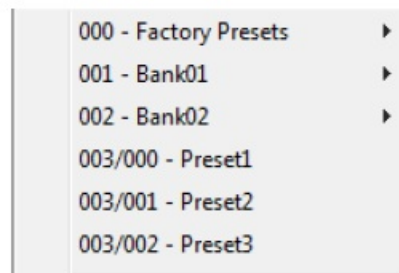 000 - Factory Presets
001 - Bank01
002 - Bank02
003/000 - Preset1
003/001 - Preset2
003/002 - Preset3